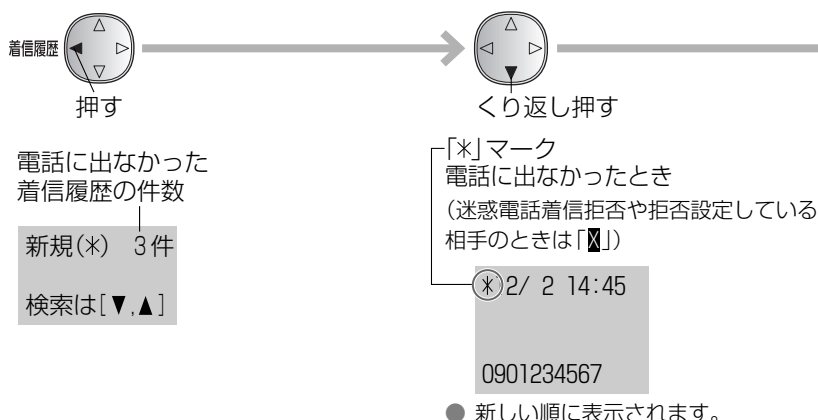 着信履歴
押す
電話に出なかった
着信履歴の件数
新規(*) 3件
検索は[▼,▲]
くり返し押す
「*」マーク
電話に出なかったとき
(迷惑電話着信拒否や拒否設定している
相手のときは「X」)
* 2/ 2 14:45
0901234567
● 新しい順に表示されます。